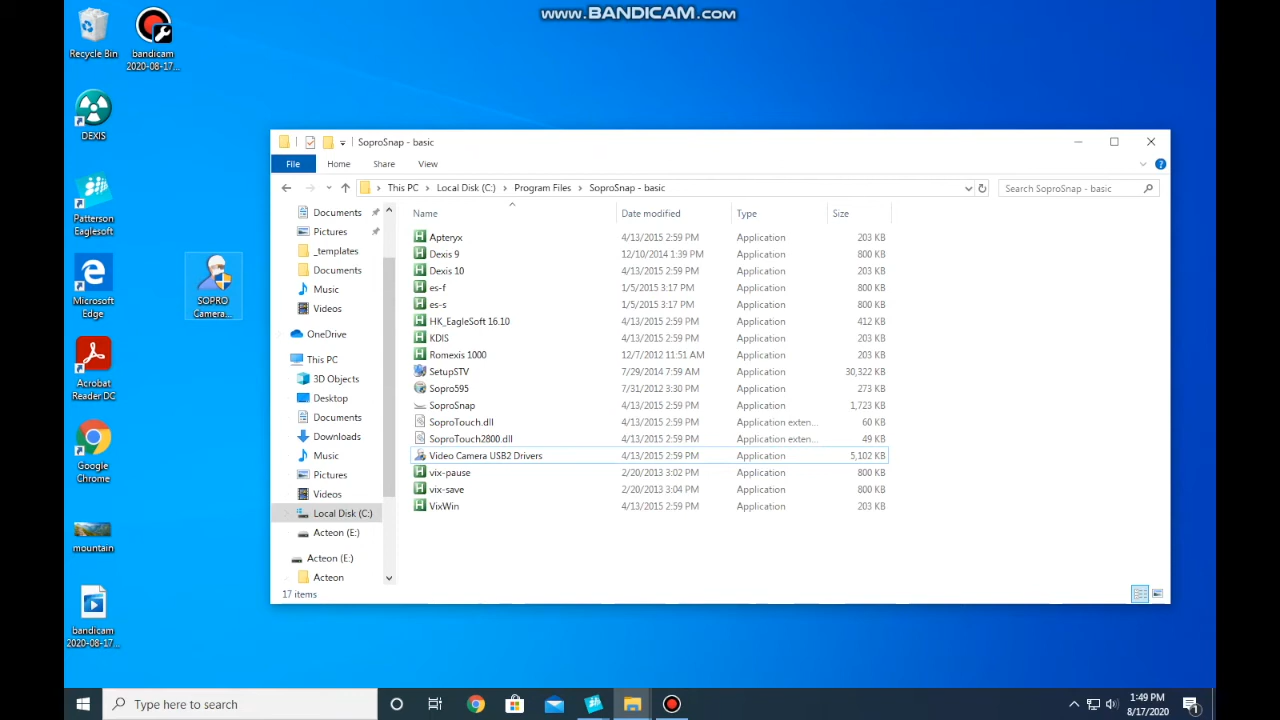 www.BANDICAM.com
Recycle Bin
bandicam
2020-08-17...
DEXIS
Patterson
Eaglesoft
Microsoft
Edge
SOPRO
Camera...
Acrobat
Reader DC
Google
Chrome
mountain
bandicam
2020-08-17...
SoproSnap - basic
File Home Share View
This PC > Local Disk (C:) > Program Files > SoproSnap - basic
Search SoproSnap - basic
Documents
Pictures
_templates
Documents
Music
Videos
OneDrive
This PC
3D Objects
Desktop
Documents
Downloads
Music
Pictures
Videos
Local Disk (C:)
Acteon (E:)
Acteon (E:)
Acteon
Name Date modified Type Size
Apteryx 4/13/2015 2:59 PM Application 203 KB
Dexis 9 12/10/2014 1:39 PM Application 800 KB
Dexis 10 4/13/2015 2:59 PM Application 203 KB
es-f 1/5/2015 3:17 PM Application 800 KB
es-s 1/5/2015 3:17 PM Application 800 KB
HK_EagleSoft 16.10 4/13/2015 2:59 PM Application 412 KB
KDIS 4/13/2015 2:59 PM Application 203 KB
Romexis 1000 12/7/2012 11:51 AM Application 203 KB
SetupSTV 7/29/2014 7:59 AM Application 30,322 KB
Sopro595 7/31/2012 3:30 PM Application 273 KB
SoproSnap 4/13/2015 2:59 PM Application 1,723 KB
SoproTouch.dll 4/13/2015 2:59 PM Application exten... 60 KB
SoproTouch2800.dll 4/13/2015 2:59 PM Application exten... 49 KB
Video Camera USB2 Drivers 4/13/2015 2:59 PM Application 5,102 KB
vix-pause 2/20/2013 3:02 PM Application 800 KB
vix-save 2/20/2013 3:04 PM Application 800 KB
VixWin 4/13/2015 2:59 PM Application 203 KB
17 items
Type here to search
1:49 PM
8/17/2020
1